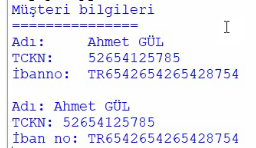 Müşteri bilgileri
================
Adı:      Ahmet GÜL
TCKN:     52654125785
İbanno:   TR6542654265428754

Adı: Ahmet GÜL
TCKN: 52654125785
İban no: TR6542654265428754